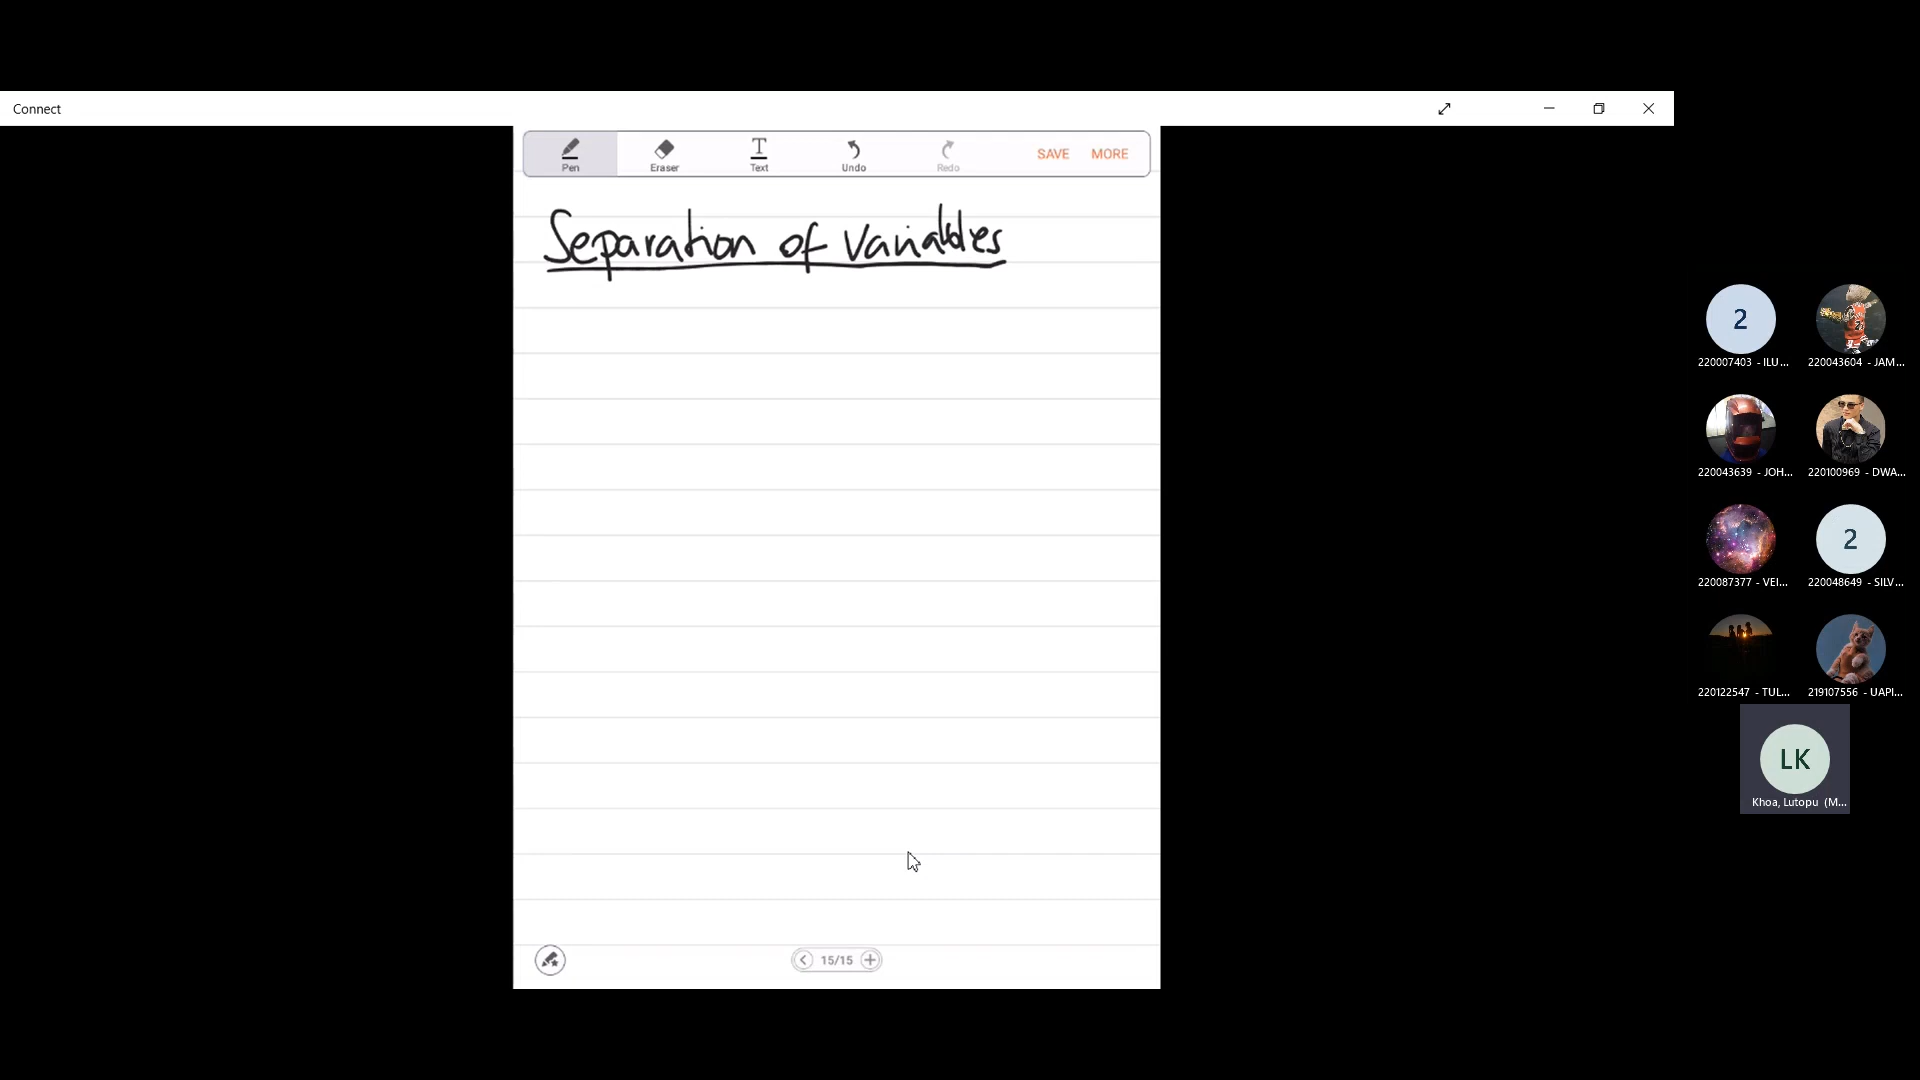 Connect
Pen
Eraser
Text
Undo
Redo
SAVE
MORE
Separation of Variables
2
220007403 - ILU...
220043604 - JAM...
220043639 - JOH...
220100969 - DWA...
220087377 - VEI...
2
220048649 - SILV...
220122547 - TUL...
219107556 - UAPI...
LK
Khoa, Lutopu (M...
15/15